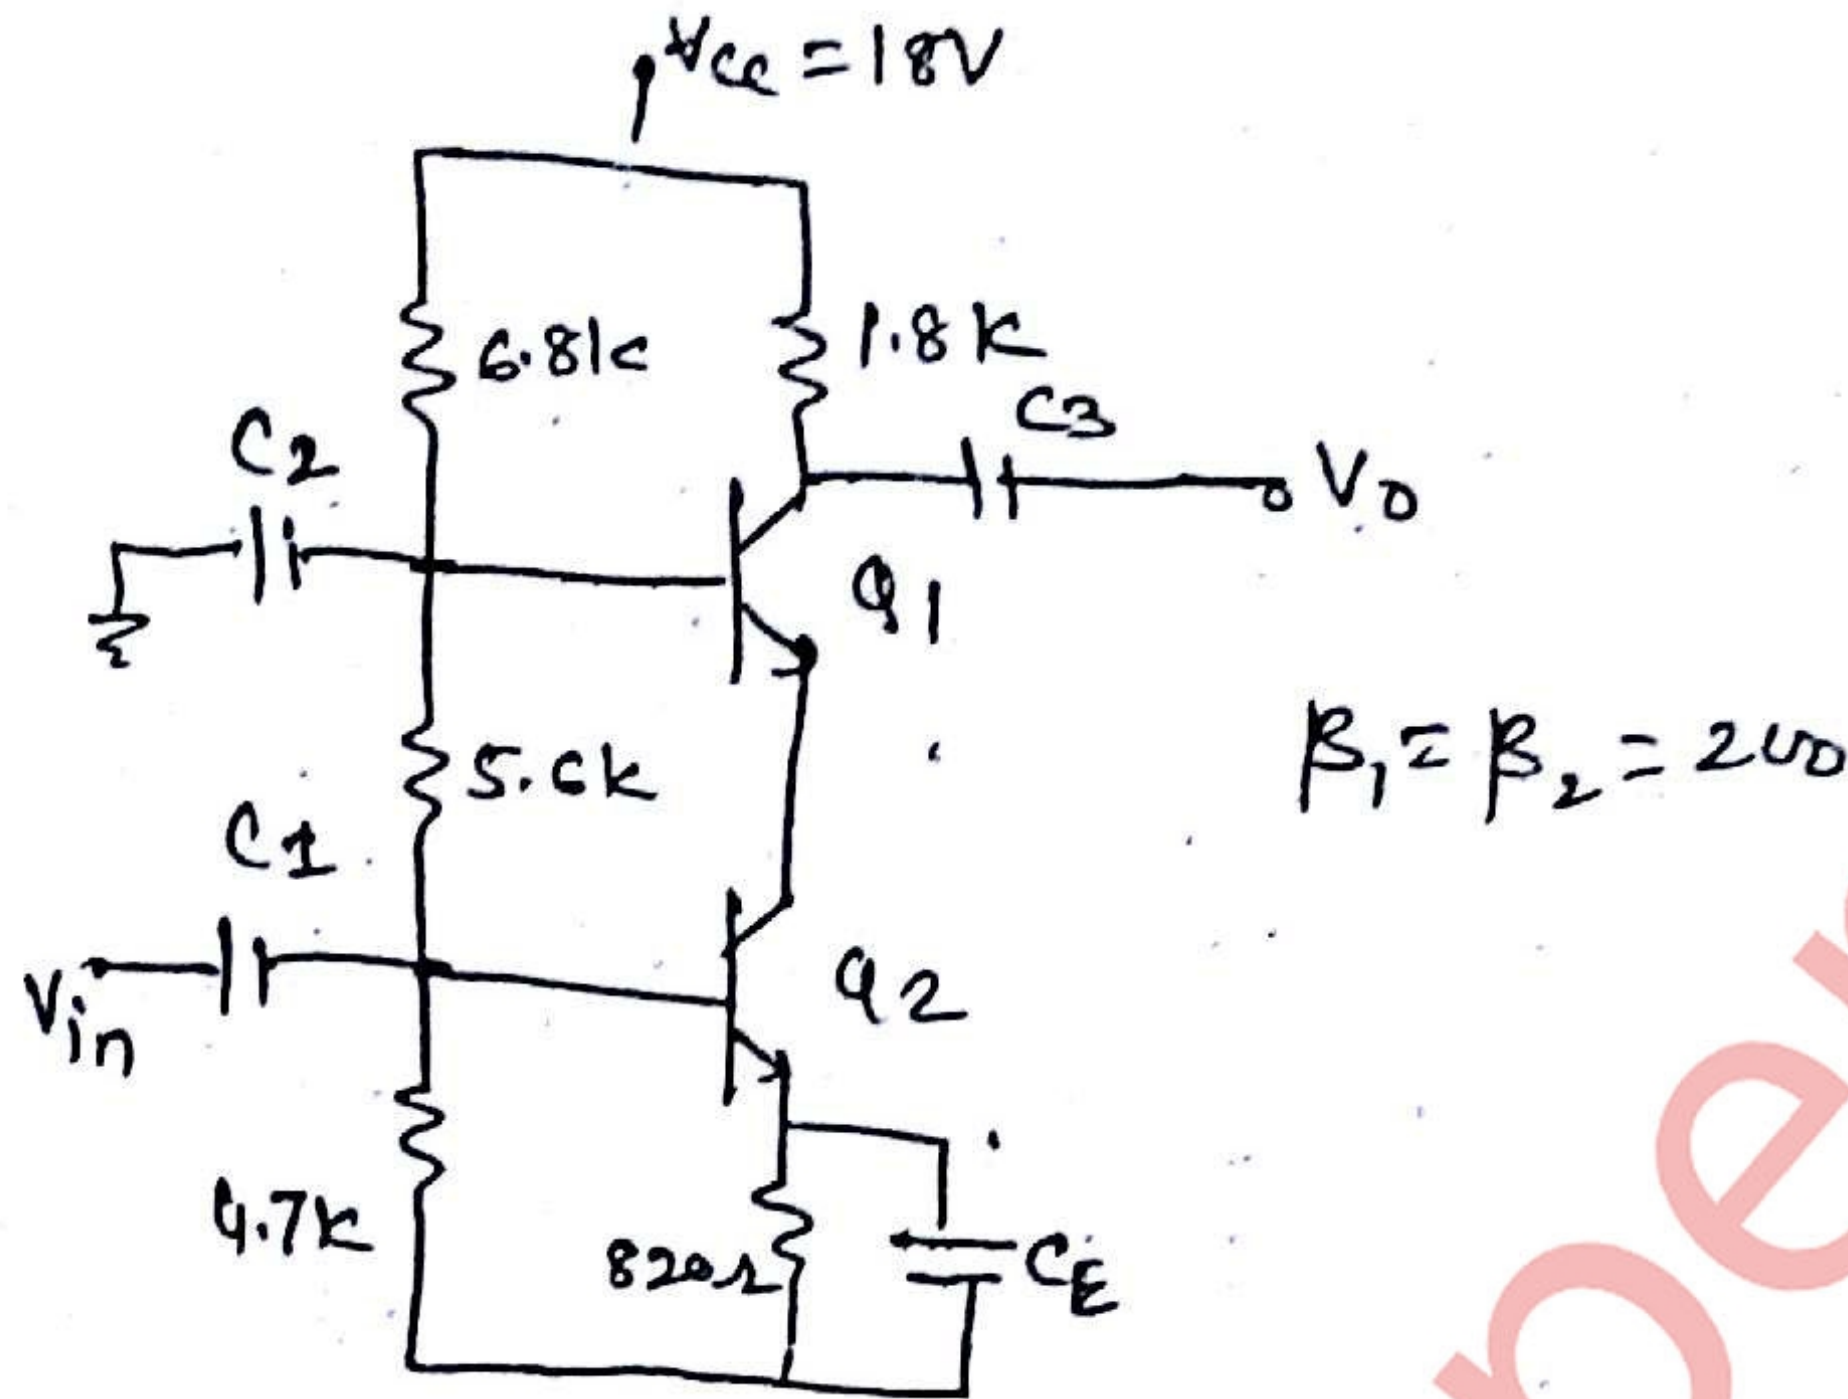 Vcc = 18V
6.8k
1.8K
C3
C2
Vo
Q1
β1 = β2 = 200
5.6k
C1
Vin
Q2
4.7k
820Ω
CE
per